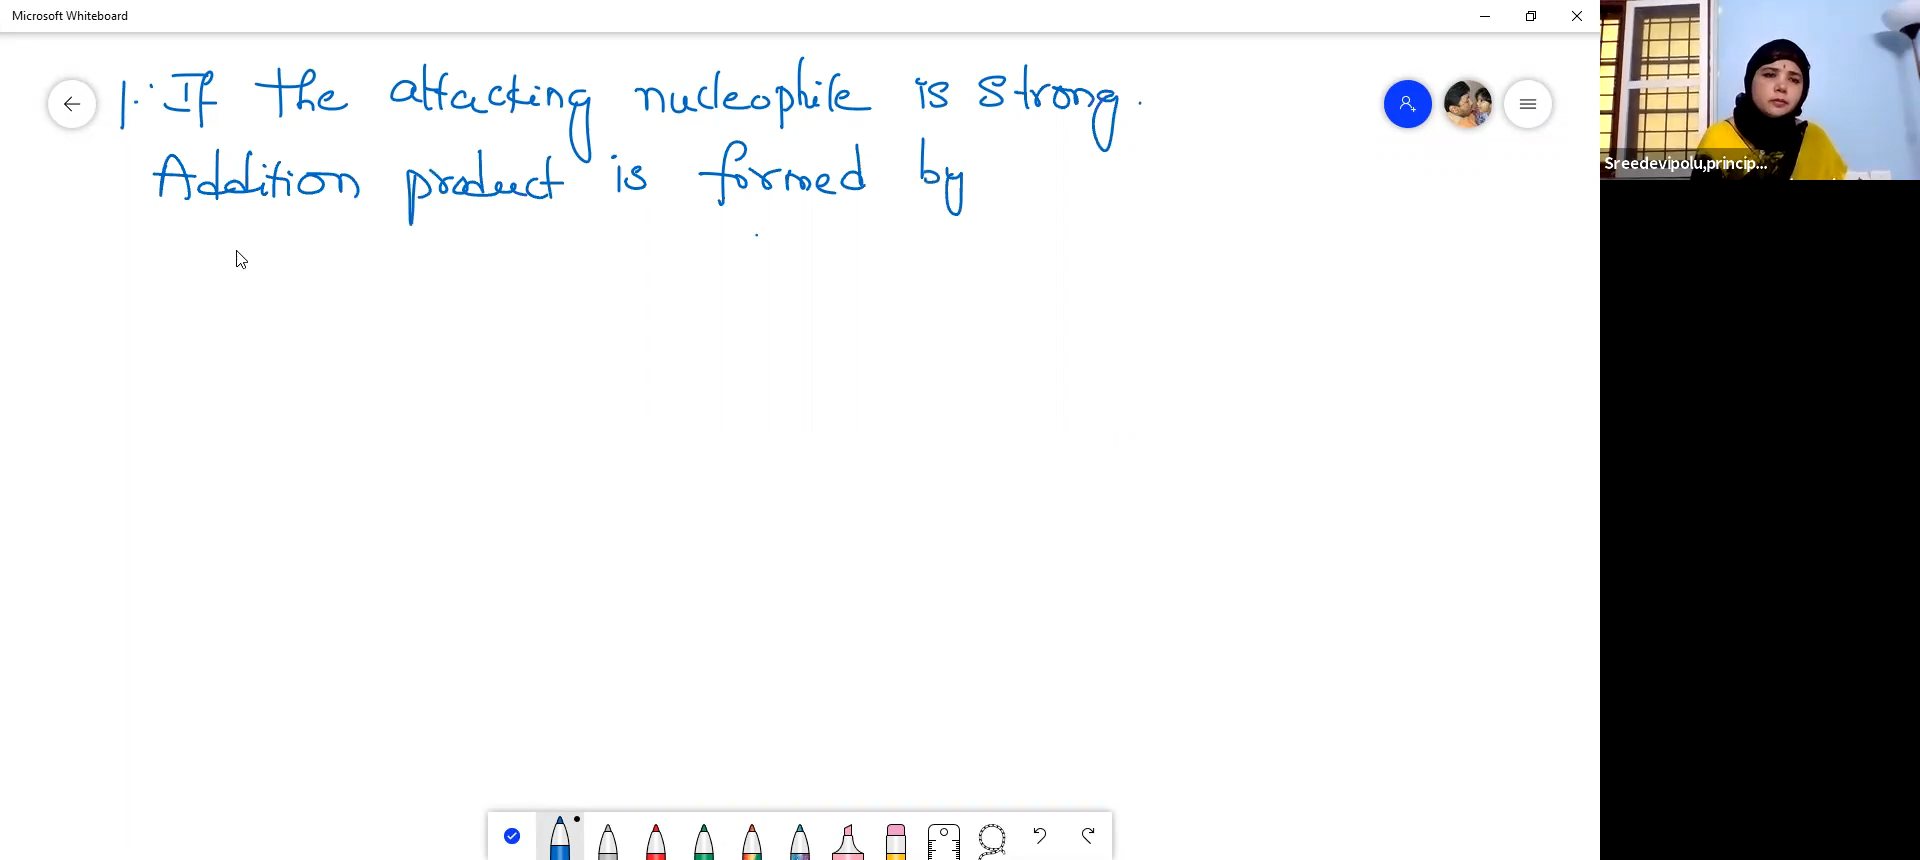 Microsoft Whiteboard
1. If the attacking nucleophile is strong.
Addition product is formed by
Sreedevipolu,princip...